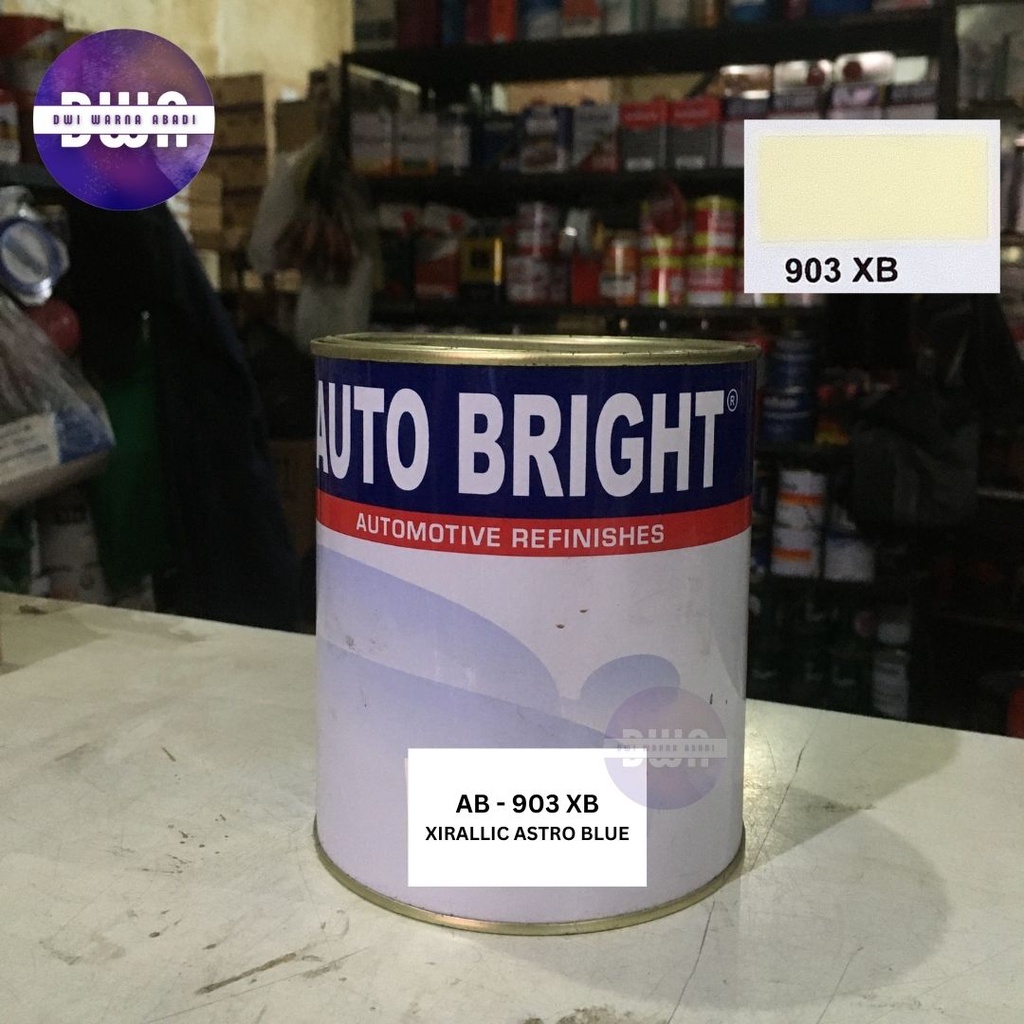 DWA
DWI WARNA ABADI
903 XB
AUTO BRIGHT®
AUTOMOTIVE REFINISHES
DWA
DWI WARNA ABADI
AB - 903 XB
XIRALLIC ASTRO BLUE